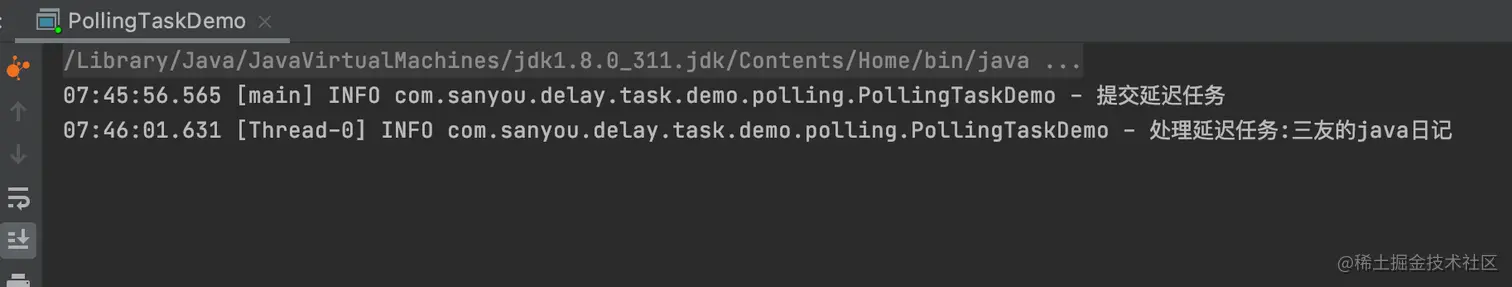 PollingTaskDemo
/Library/Java/JavaVirtualMachines/jdk1.8.0_311.jdk/Contents/Home/bin/java ...
07:45:56.565 [main] INFO com.sanyou.delay.task.demo.polling.PollingTaskDemo - 提交延迟任务
07:46:01.631 [Thread-0] INFO com.sanyou.delay.task.demo.polling.PollingTaskDemo - 处理延迟任务:三友的java日记
@稀土掘金技术社区